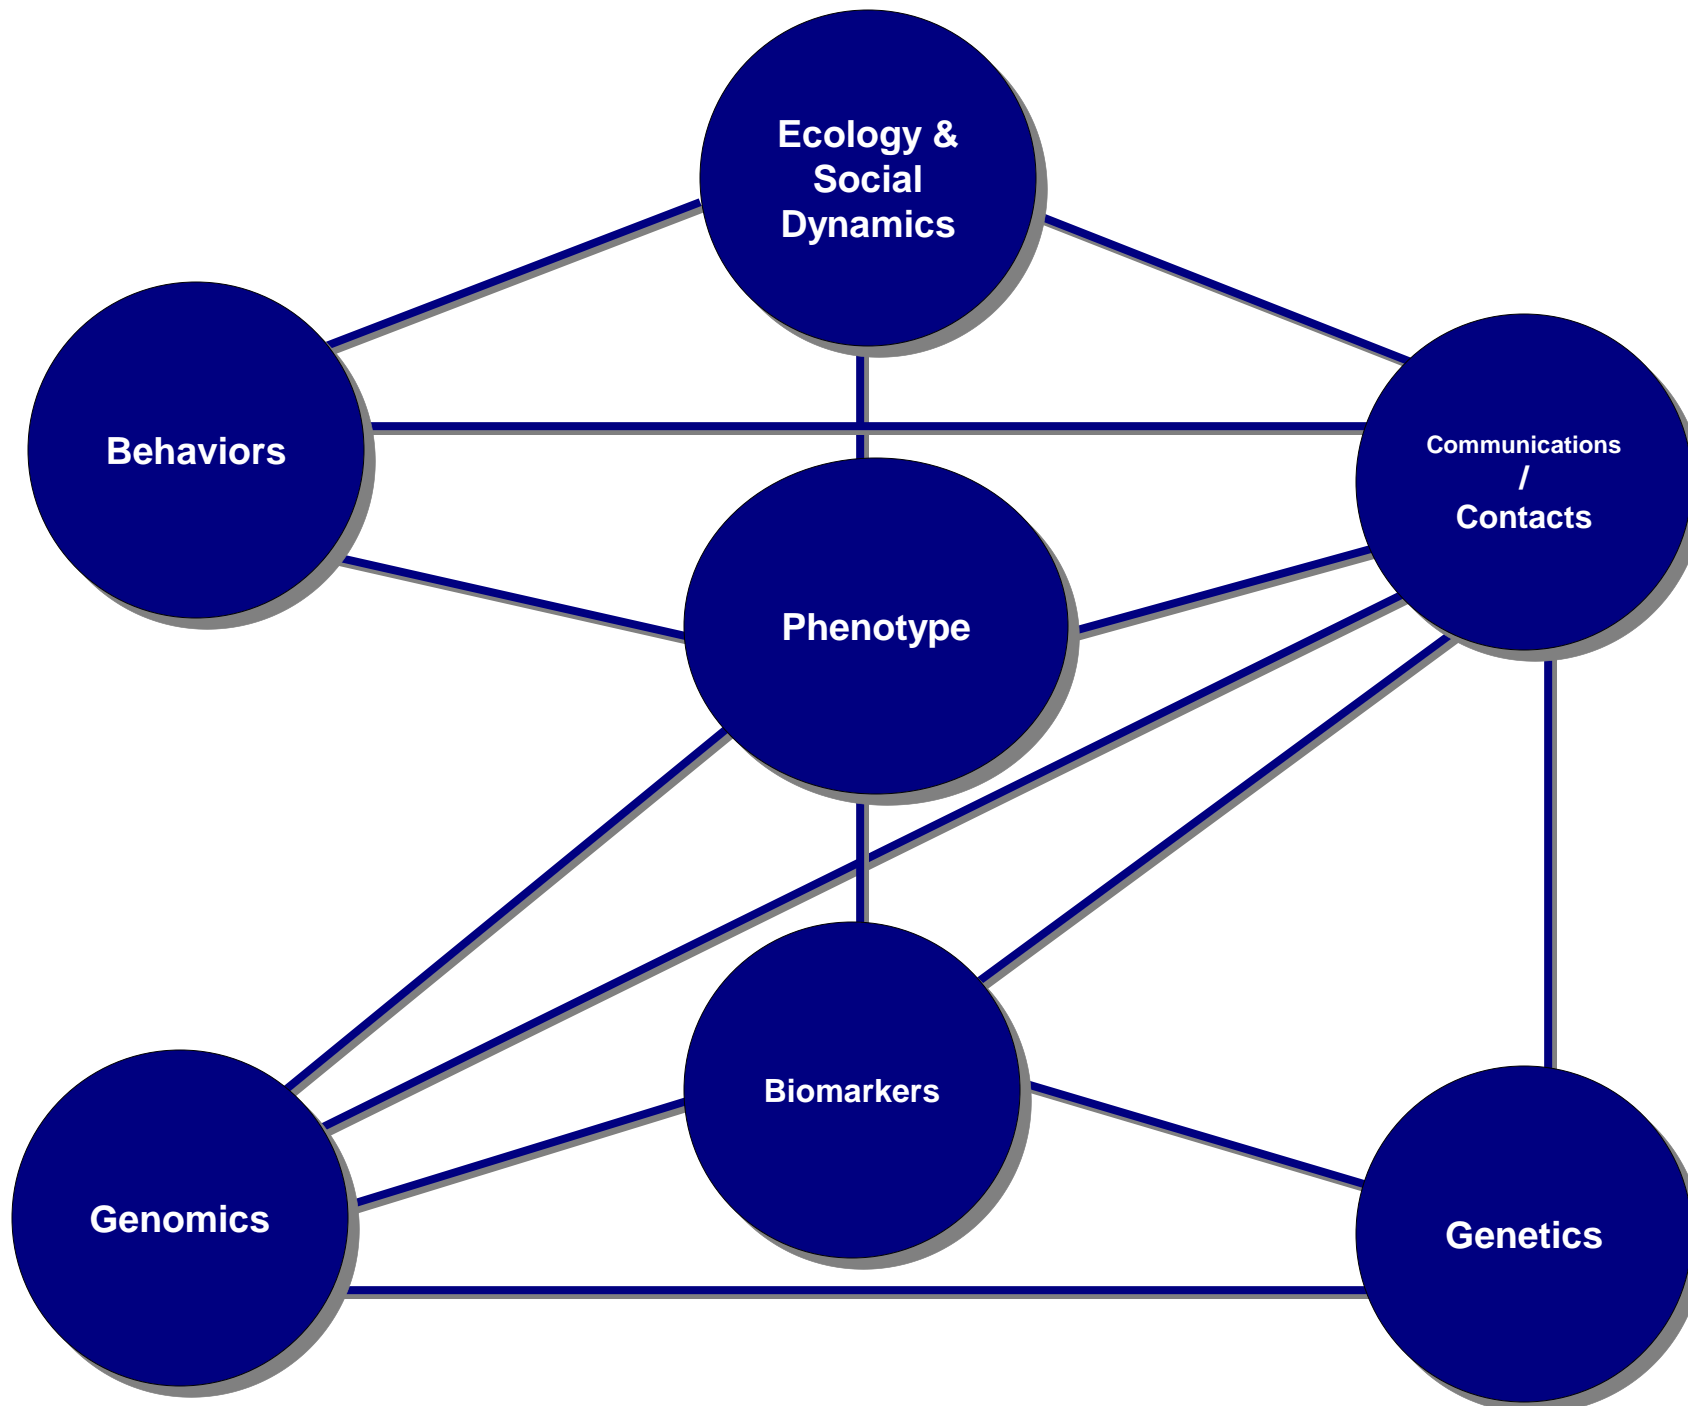 Ecology &
Social
Dynamics
Behaviors
Communications
/
Contacts
Phenotype
Biomarkers
Genomics
Genetics